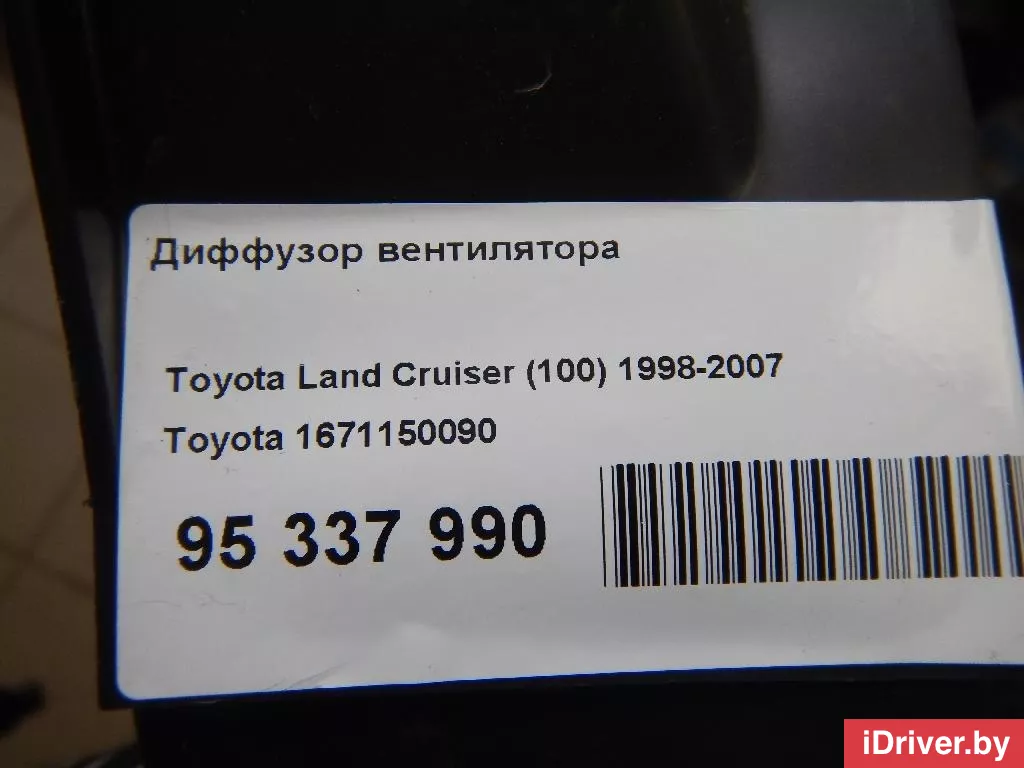 Диффузор вентилятора
Toyota Land Cruiser (100) 1998-2007
Toyota 1671150090
95 337 990
iDriver.by